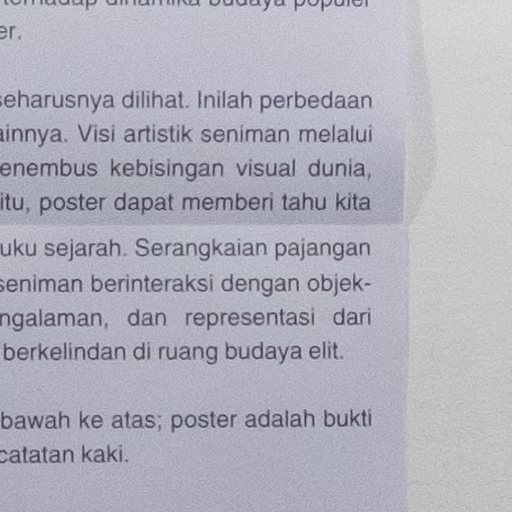 terhadap dinamika budaya populer
er.
seharusnya dilihat. Inilah perbedaan
ainnya. Visi artistik seniman melalui
enembus kebisingan visual dunia,
itu, poster dapat memberi tahu kita
uku sejarah. Serangkaian pajangan
seniman berinteraksi dengan objek-
ngalaman, dan representasi dari
berkelindan di ruang budaya elit.
bawah ke atas; poster adalah bukti
catatan kaki.